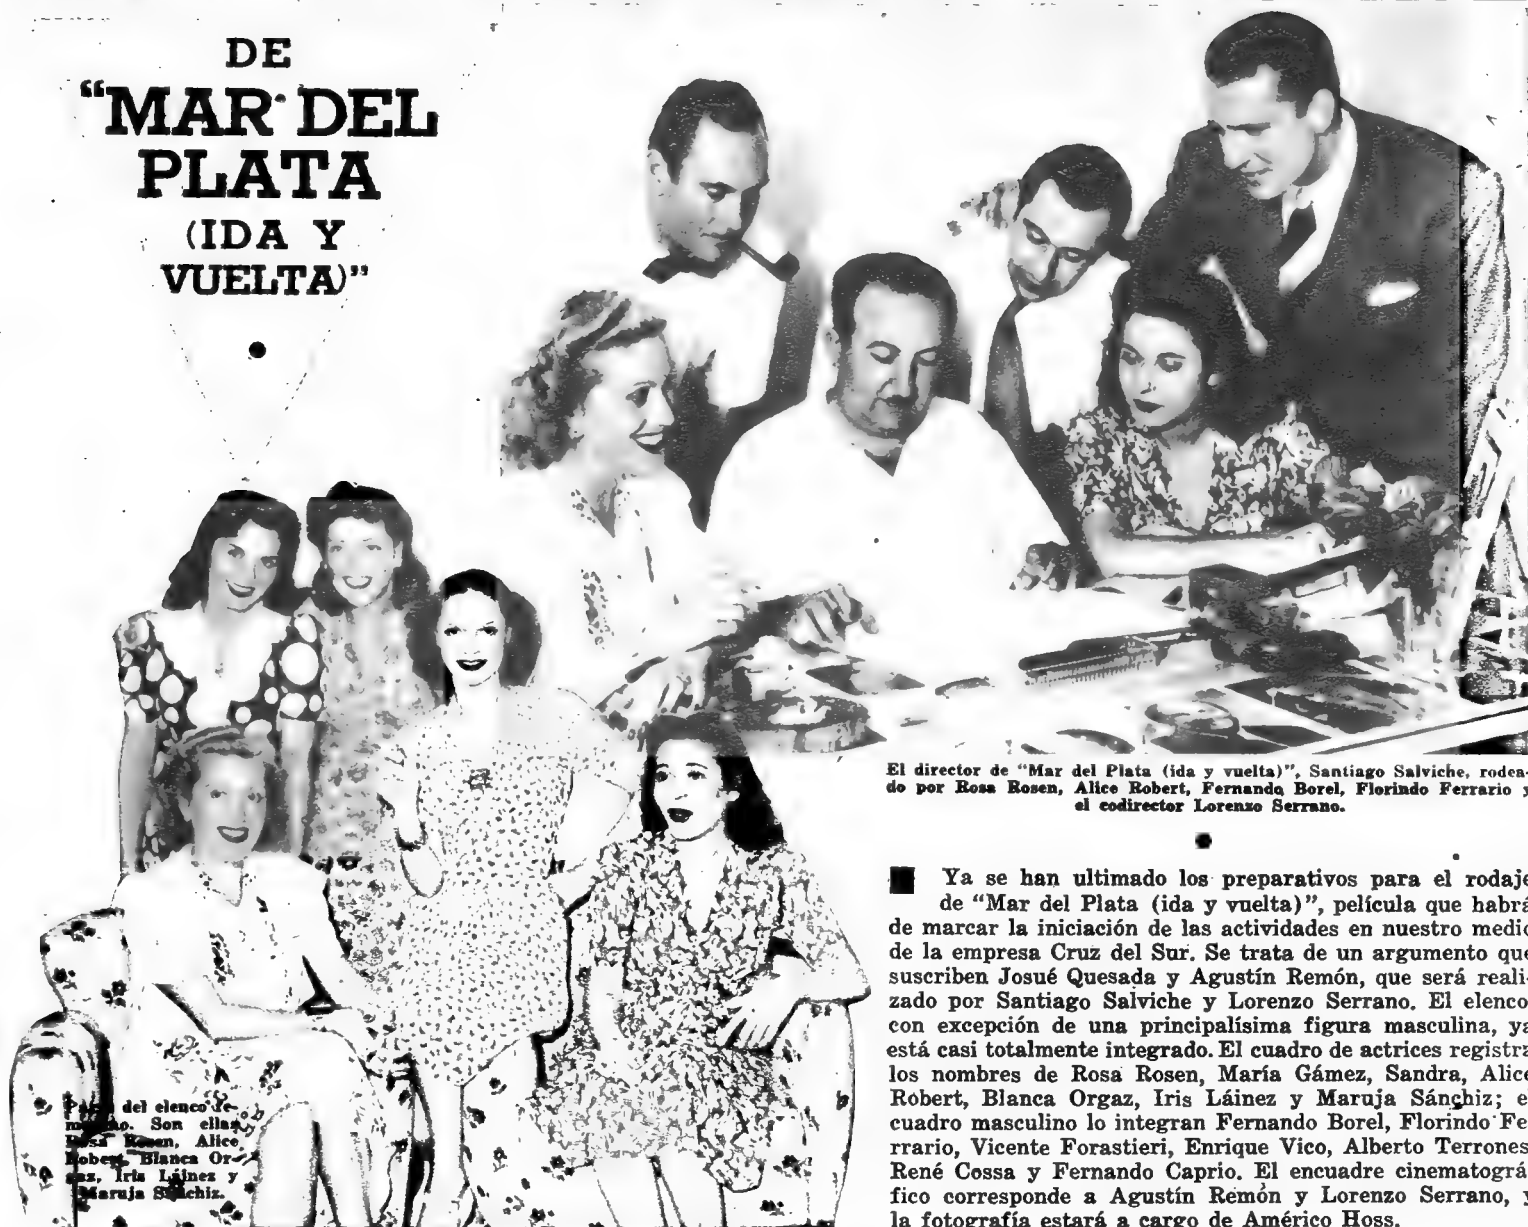 DE
“MAR DEL
PLATA
(IDA Y
VUELTA)”
El director de “Mar del Plata (ida y vuelta)”, Santiago Salviche, rodea-
do por Rosa Rosen, Alice Robert, Fernando Borel, Florindo Ferrario y
el codirector Lorenzo Serrano.
Ya se han ultimado los preparativos para el rodaje
de “Mar del Plata (ida y vuelta)”, película que habrá
de marcar la iniciación de las actividades en nuestro medio
de la empresa Cruz del Sur. Se trata de un argumento que
suscriben Josué Quesada y Agustín Remón, que será reali-
zado por Santiago Salviche y Lorenzo Serrano. El elenco,
con excepción de una principalísima figura masculina, ya
está casi totalmente integrado. El cuadro de actrices registra
los nombres de Rosa Rosen, María Gámez, Sandra, Alice
Robert, Blanca Orgaz, Iris Láinez y Maruja Sánchiz; el
cuadro masculino lo integran Fernando Borel, Florindo Fe-
rrario, Vicente Forastieri, Enrique Vico, Alberto Terrones,
René Cossa y Fernando Caprio. El encuadre cinematográ-
fico corresponde a Agustín Remón y Lorenzo Serrano, y
la fotografía estará a cargo de Américo Hoss.
del elenco fe-
Son ellas
Rosa Rosen, Alice
Robert, Blanca Or-
gaz, Iris Láinez y
Maruja Sánchiz.